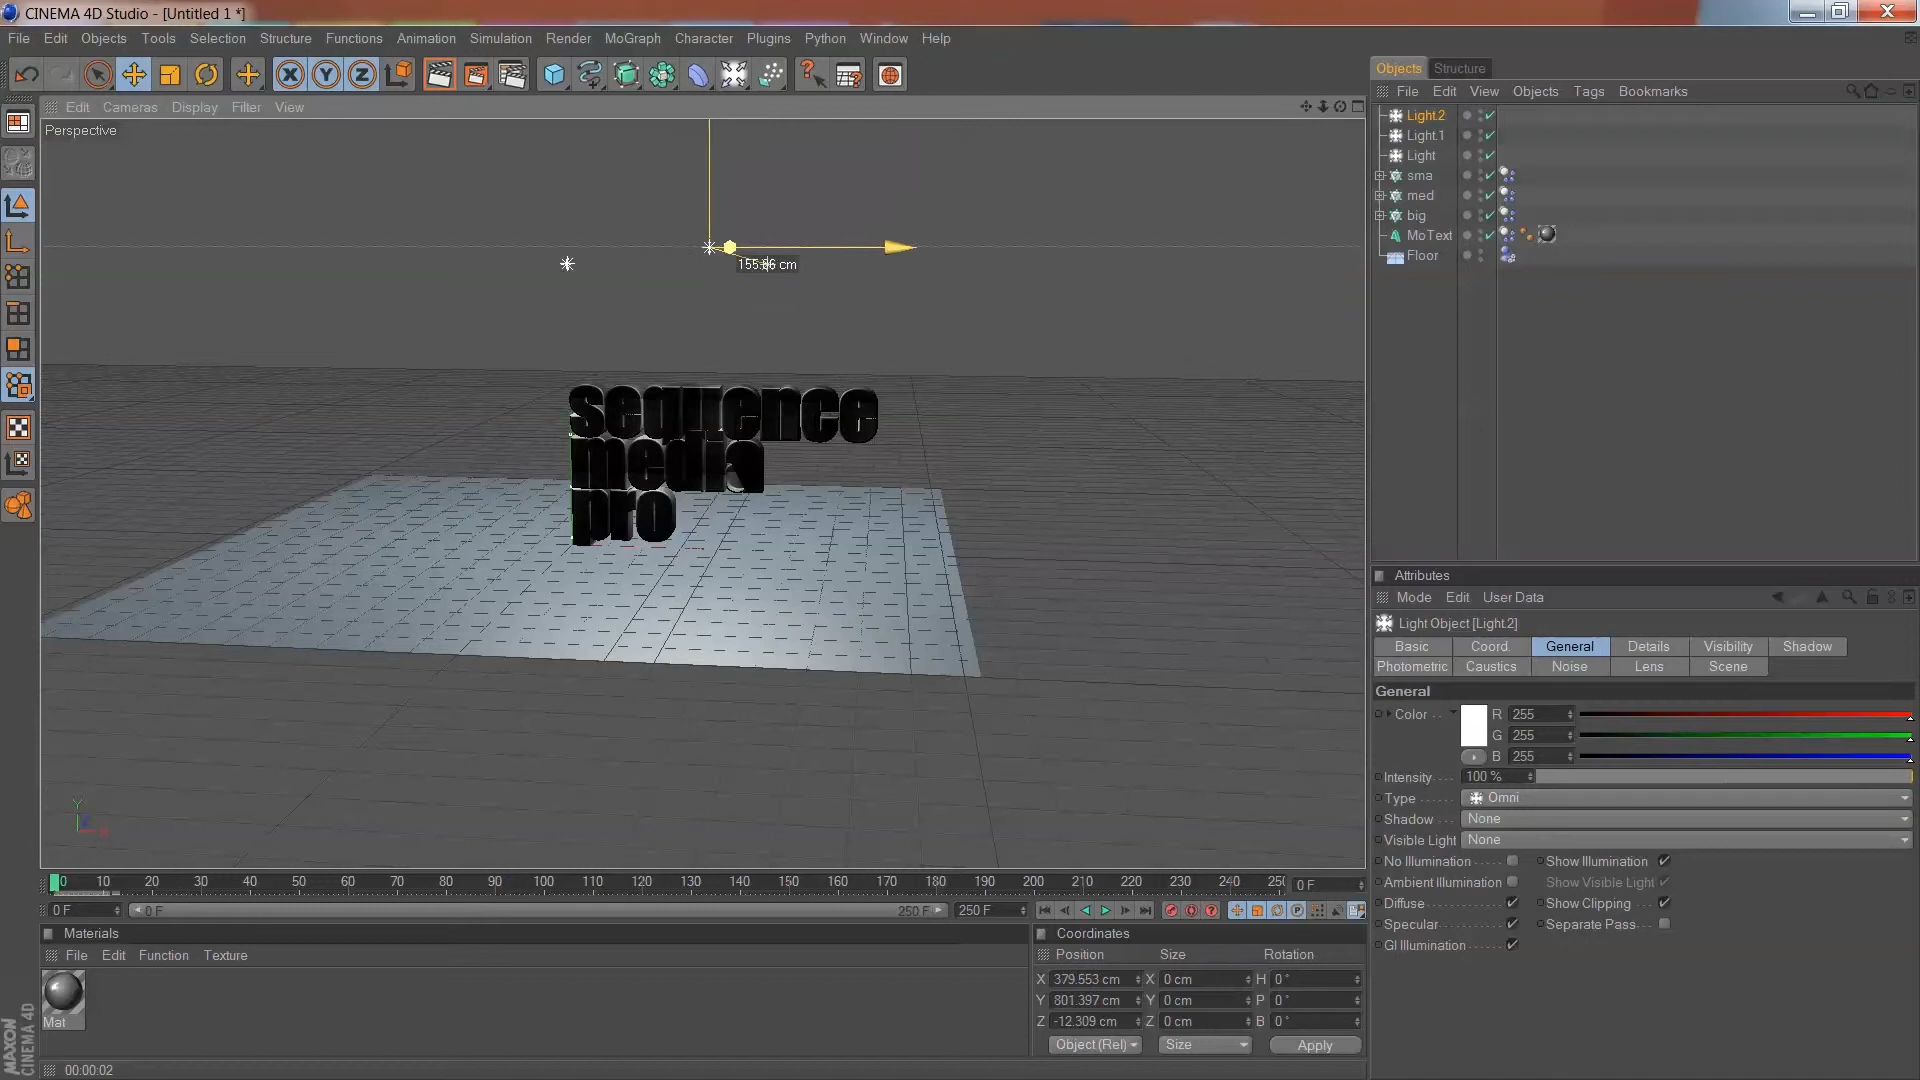 CINEMA 4D Studio - [Untitled 1 *]
File Edit Objects Tools Selection Structure Functions Animation Simulation Render MoGraph Character Plugins Python Window Help
Edit Cameras Display Filter View
Perspective
sequence
media
pro
Y
0 10 20 30 40 50 60 70 80 90 100 110 120 130 140 150 160 170 180 190 200 210 220 230 240 250
0 F
0 F 0 F 250 F 250 F
Materials
File Edit Function Texture
Mat
Coordinates
Position Size Rotation
X 379.553 cm X 0 cm H 0 °
Y 801.397 cm Y 0 cm P 0 °
Z -12.309 cm Z 0 cm B 0 °
Object (Rel) Size Apply
MAXON
CINEMA 4D
00:00:02
Objects Structure
File Edit View Objects Tags Bookmarks
Light.2
Light.1
Light
sma
med
big
MoText
Floor
Attributes
Mode Edit User Data
Light Object [Light.2]
Basic Coord. General Details Visibility Shadow
Photometric Caustics Noise Lens Scene
General
Color R 255
G 255
B 255
Intensity 100 %
Type Omni
Shadow None
Visible Light None
No Illumination Show Illumination
Ambient Illumination Show Visible Light
Diffuse Show Clipping
Specular Separate Pass
GI Illumination